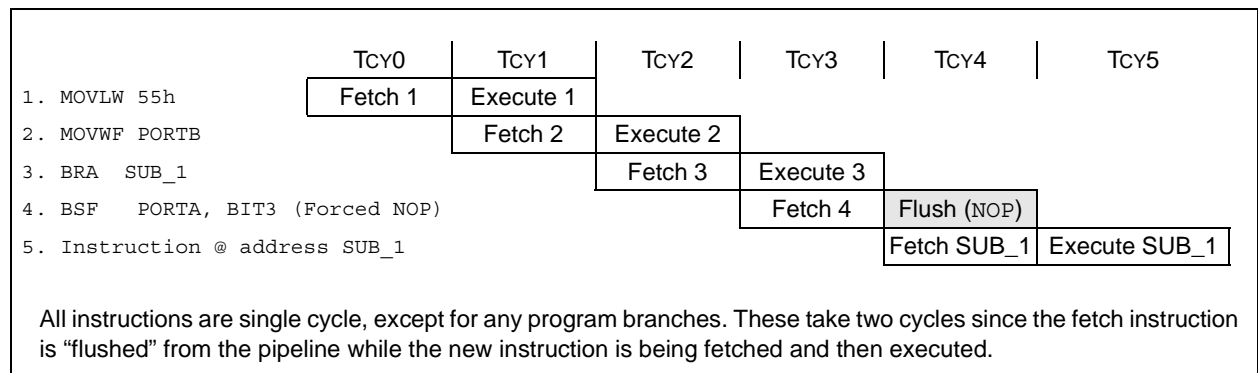 TCY0 TCY1 TCY2 TCY3 TCY4 TCY5
1. MOVLW 55h Fetch 1 Execute 1
2. MOVWF PORTB Fetch 2 Execute 2
3. BRA SUB_1 Fetch 3 Execute 3
4. BSF PORTA, BIT3 (Forced NOP) Fetch 4 Flush (NOP)
5. Instruction @ address SUB_1 Fetch SUB_1 Execute SUB_1
All instructions are single cycle, except for any program branches. These take two cycles since the fetch instruction
is “flushed” from the pipeline while the new instruction is being fetched and then executed.